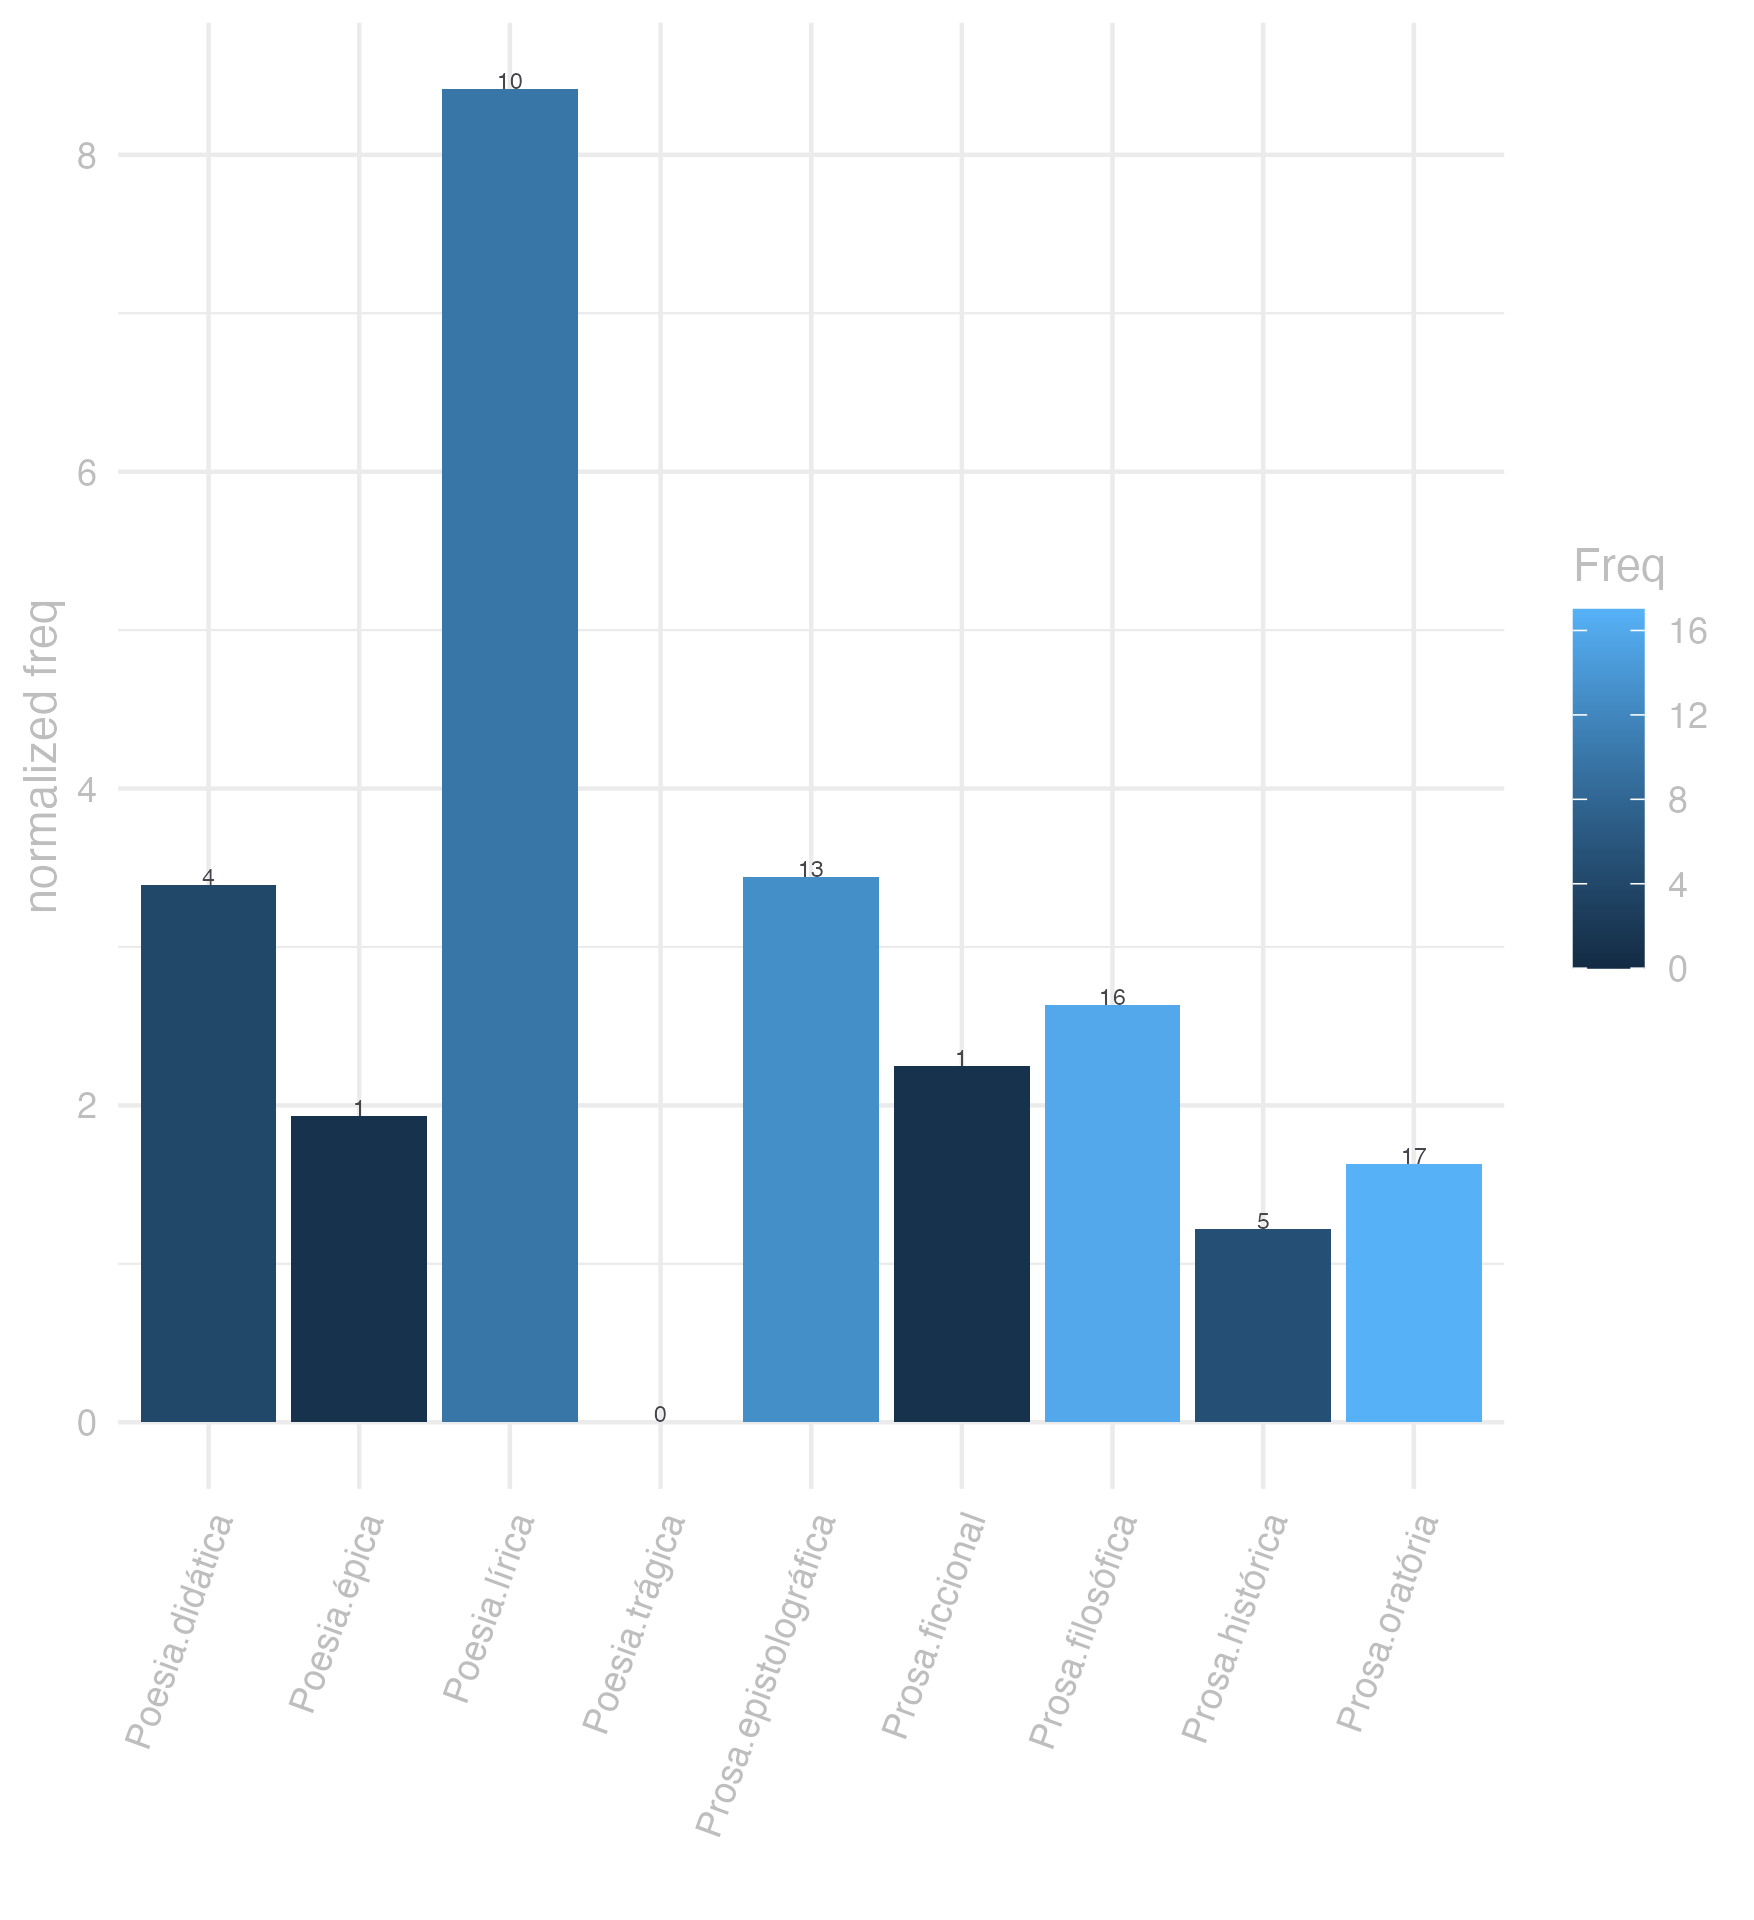 10
8
6
4
2
0
normalized freq
4
1
0
13
1
16
5
17
Poesia.didática
Poesia.épica
Poesia.lírica
Poesia.trágica
Prosa.epistolográfica
Prosa.ficcional
Prosa.filosófica
Prosa.histórica
Prosa.oratória
Freq
16
12
8
4
0